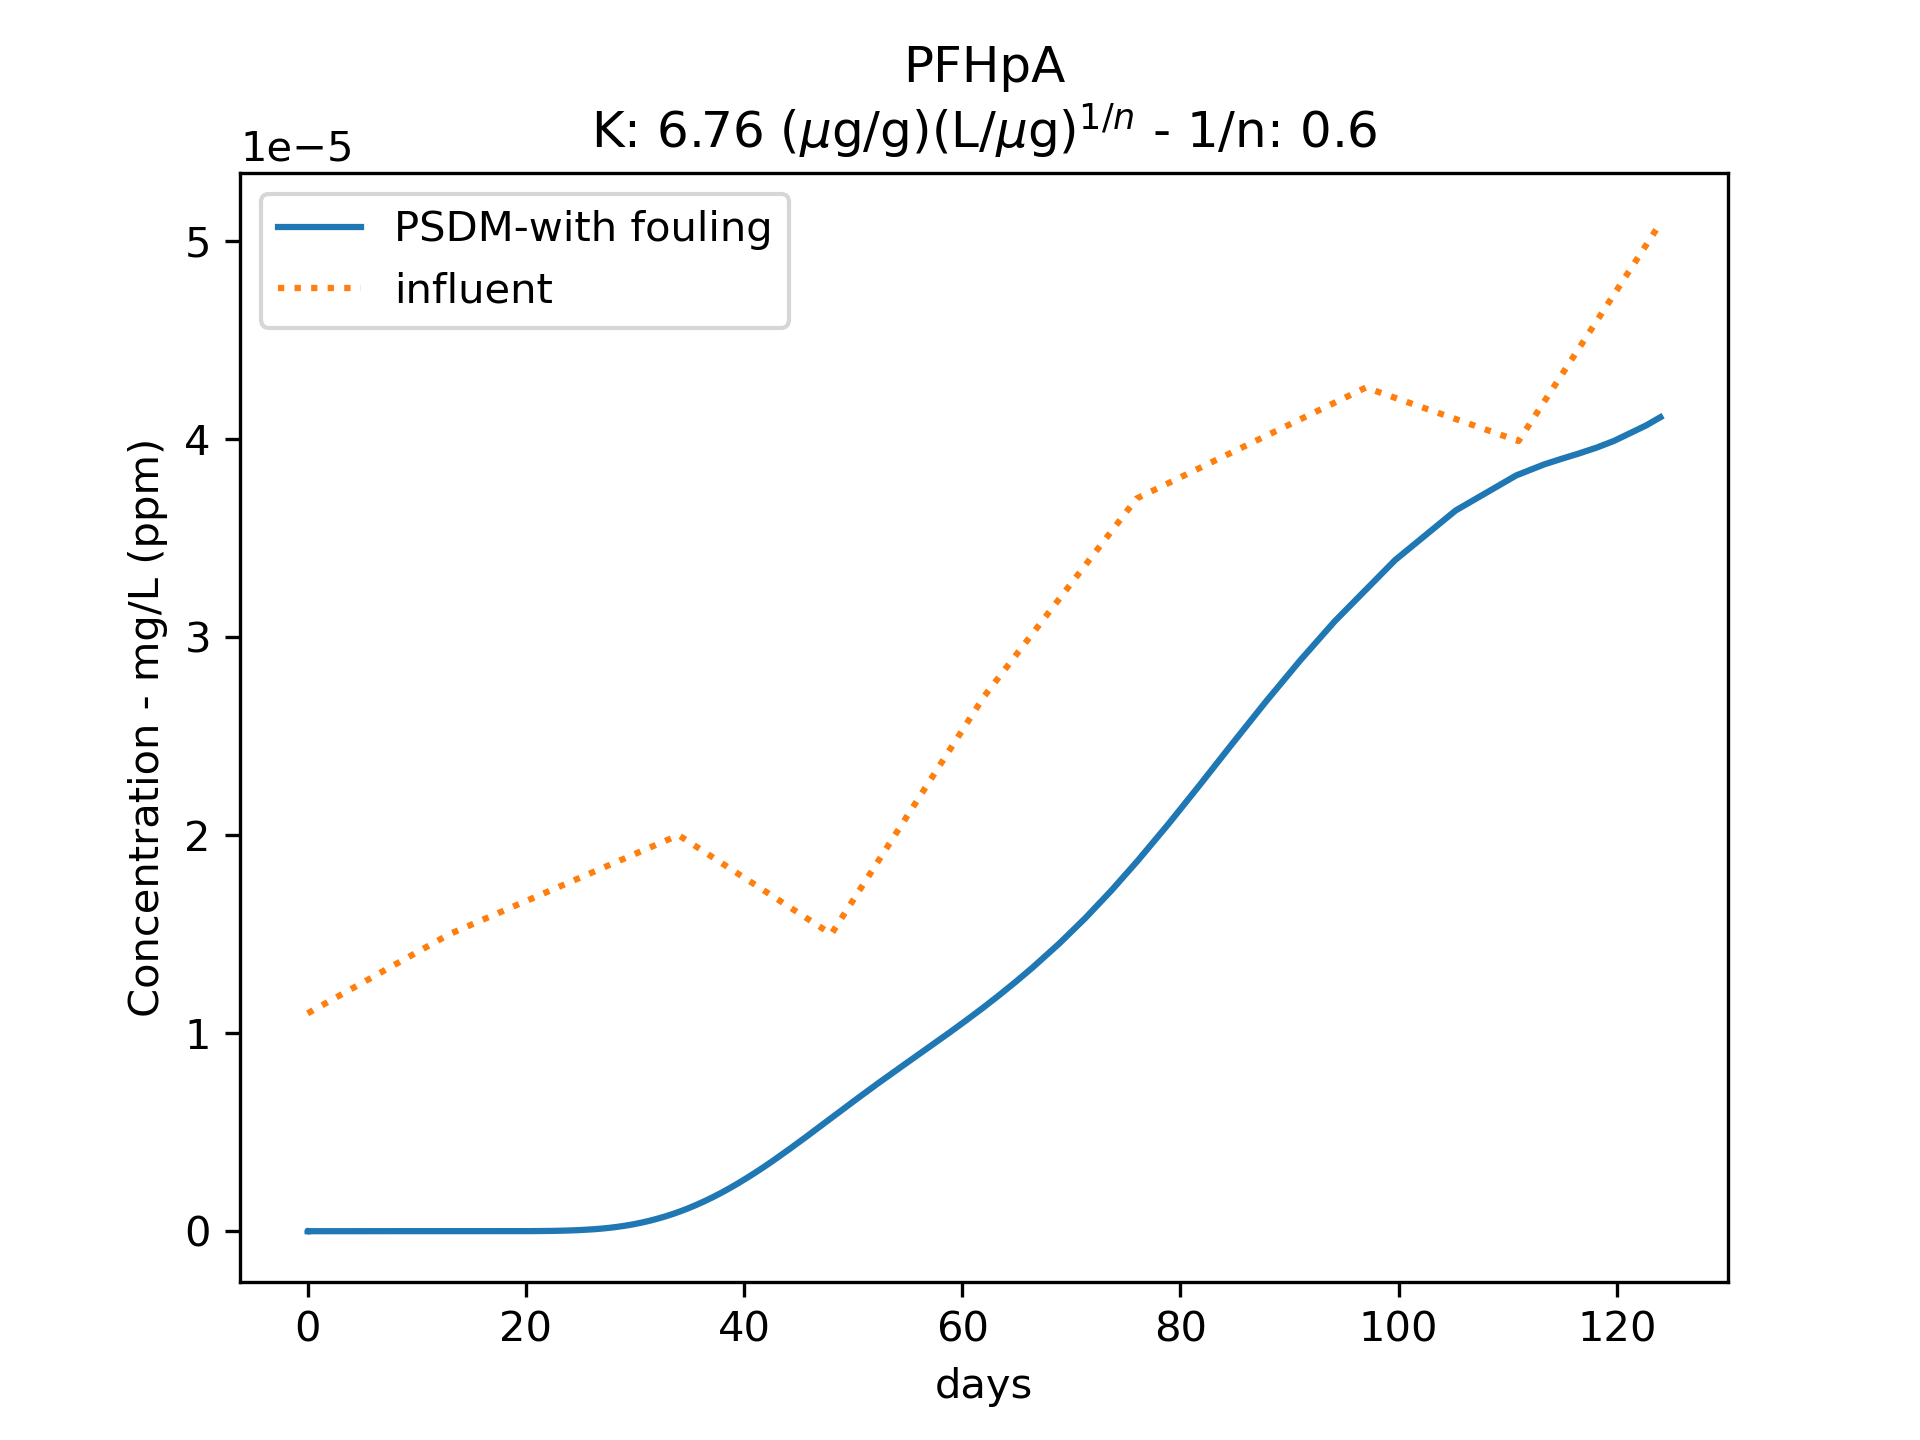 PFHpA
K: 6.76 (μg/g)(L/μg)^{1/n} - 1/n: 0.6
1e−5
PSDM-with fouling
influent
5
4
3
2
1
0
Concentration - mg/L (ppm)
0 20 40 60 80 100 120
days